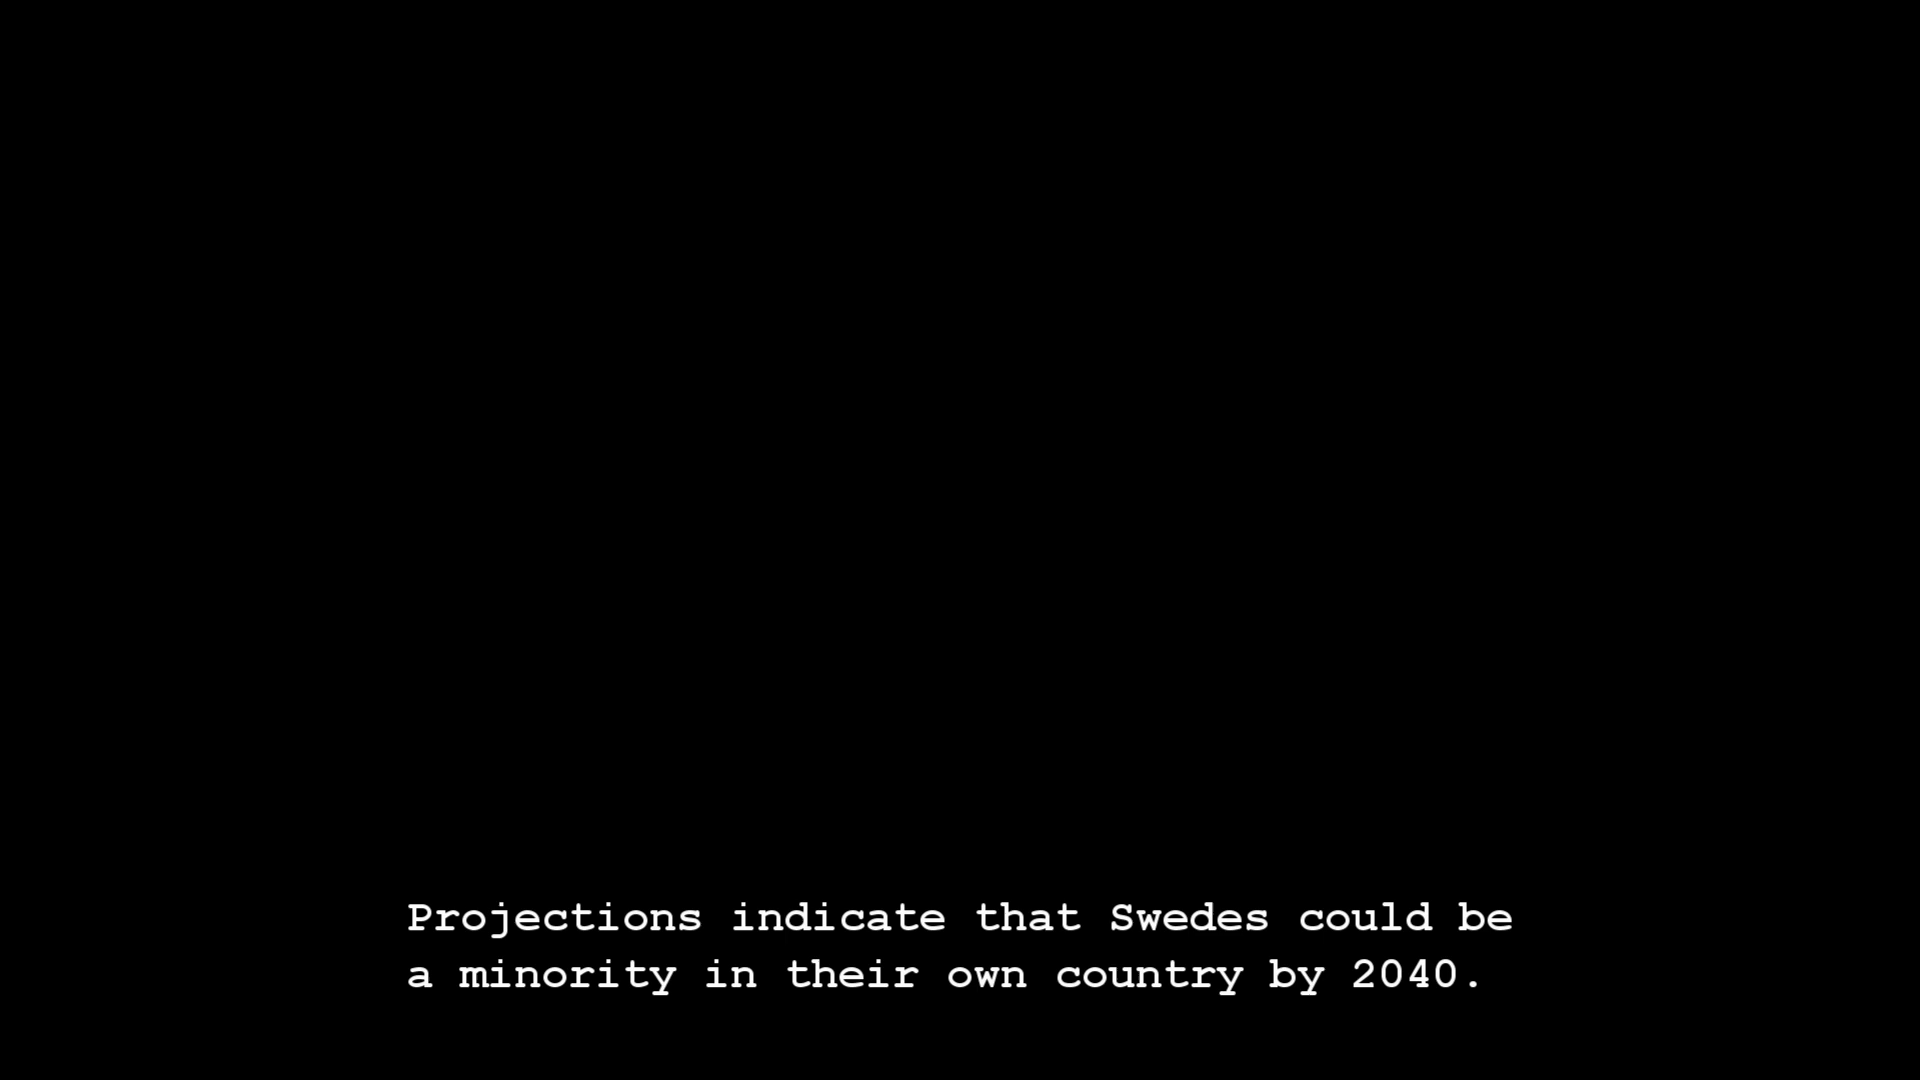 Projections indicate that Swedes could be
a minority in their own country by 2040.